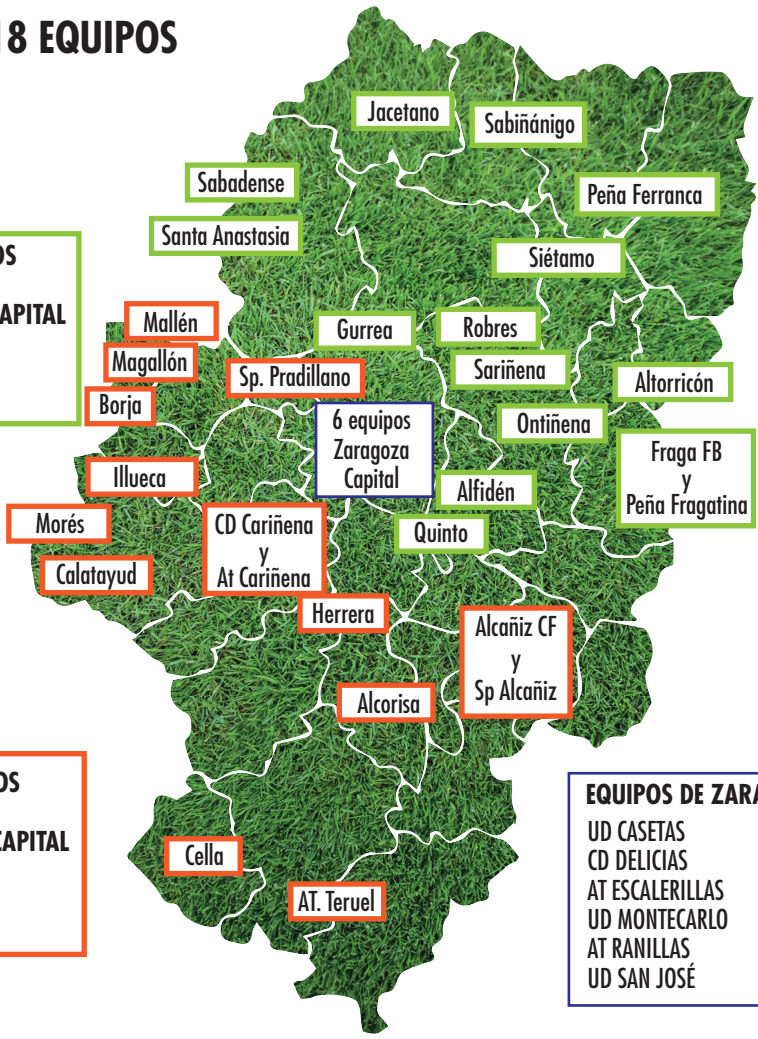 18 EQUIPOS
Jacetano
Sabiñánigo
Sabadense
Peña Ferranca
Santa Anastasia
Siétamo
OS
CAPITAL
Mallén
Gurrea
Robres
Magallón
Sp. Pradillano
Sariñena
Altorricón
Borja
6 equipos
Zaragoza
Capital
Ontiñena
Fraga FB
y
Peña Fragatina
Illueca
Alfidén
Morés
CD Cariñena
y
At Cariñena
Quinto
Calatayud
Herrera
Alcañiz CF
y
Sp Alcañiz
Alcorisa
OS
CAPITAL
Cella
AT. Teruel
EQUIPOS DE ZARA
UD CASETAS
CD DELICIAS
AT ESCALERILLAS
UD MONTECARLO
AT RANILLAS
UD SAN JOSÉ